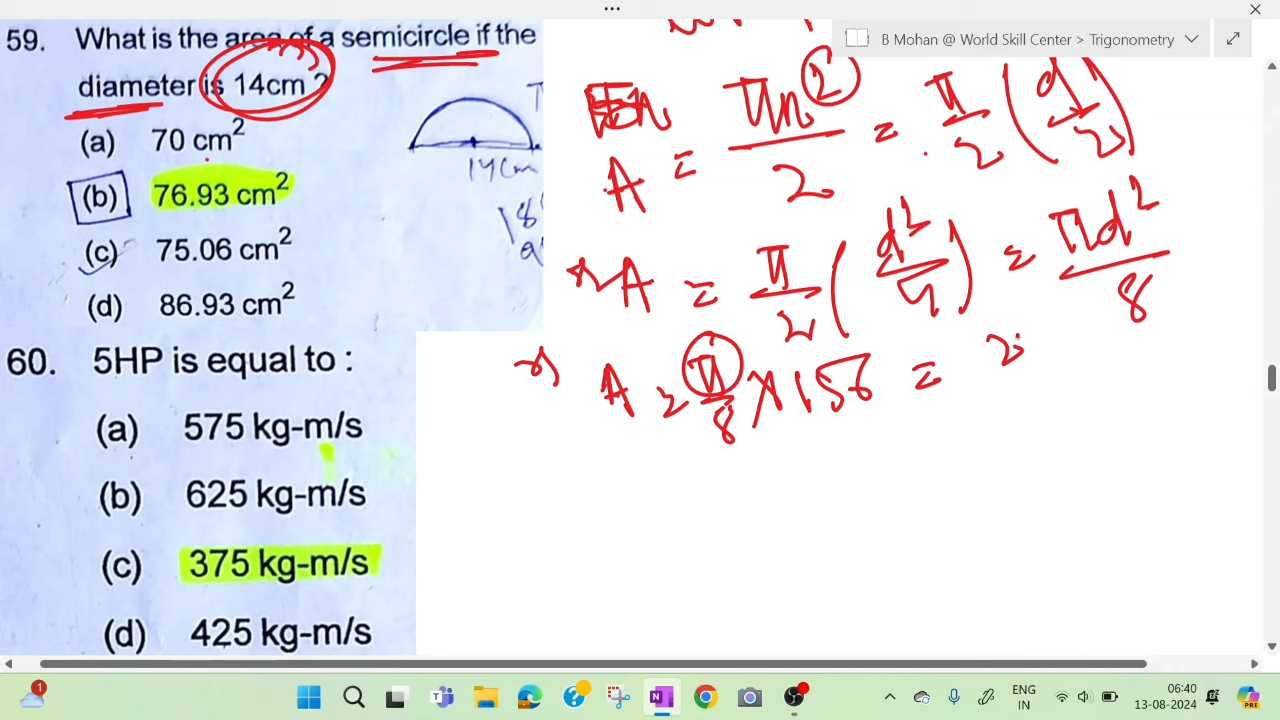 B Mohan @ World Skill Center > Trigonometry
59. What is the area of a semicircle if the
diameter is 14cm ?
(a) 70 cm²
(b) 76.93 cm²
(c) 75.06 cm²
(d) 86.93 cm²
14cm
A = πr²/2 = π/2 (d/2)
A = π/2 (d²/4) = πd²/8
A = π/8 × 156 =
60. 5HP is equal to :
(a) 575 kg-m/s
(b) 625 kg-m/s
(c) 375 kg-m/s
(d) 425 kg-m/s
1
ENG
IN
06:40
13-08-2024
PRE